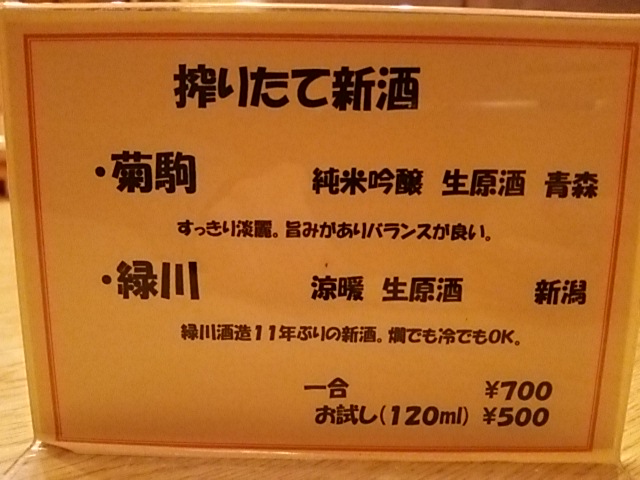 搾りたて新酒
・菊駒 純米吟醸 生原酒 青森
すっきり淡麗。旨みがありバランスが良い。
・緑川 涼暖 生原酒 新潟
緑川酒造11年ぶりの新酒。燗でも冷でもOK。
一合 ¥700
お試し(120ml) ¥500